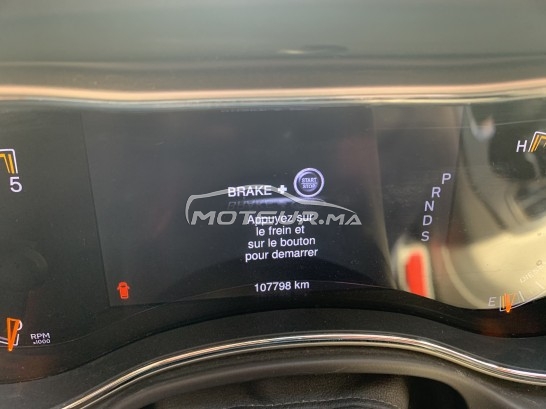 H
5
BRAKE +
START
STOP
P
R
N
D
S
MOTEUR.MA
Appuyez sur
le frein et
sur le bouton
pour demarrer
107798 km
E
RPM
x1000